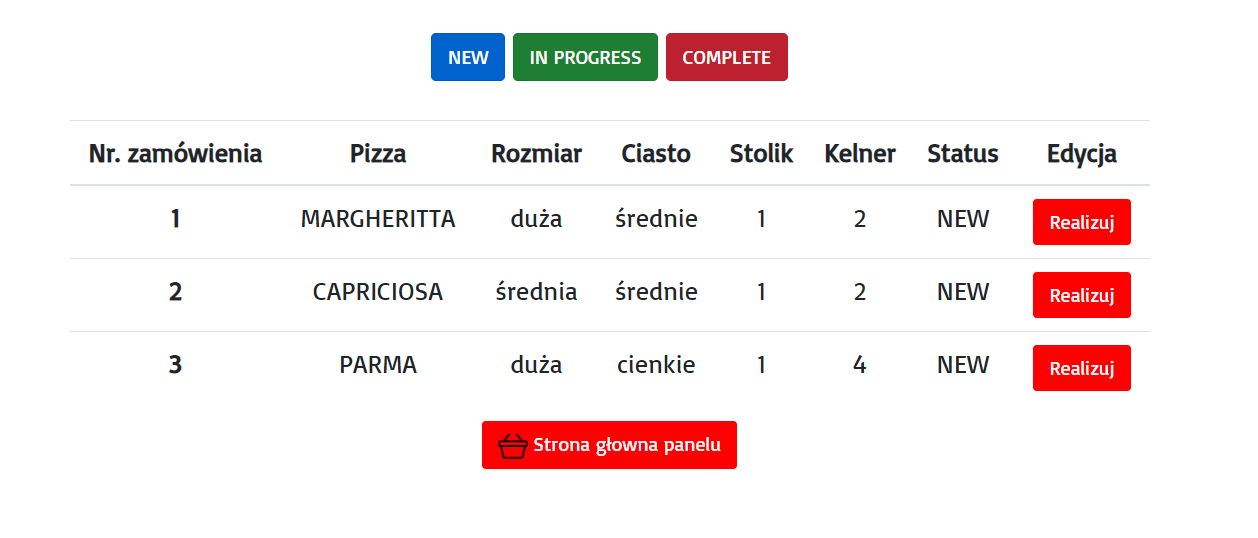 NEW IN PROGRESS COMPLETE
Nr. zamówienia Pizza Rozmiar Ciasto Stolik Kelner Status Edycja
1 MARGHERITTA duża średnie 1 2 NEW Realizuj
2 CAPRICIOSA średnia średnie 1 2 NEW Realizuj
3 PARMA duża cienkie 1 4 NEW Realizuj
Strona głowna panelu